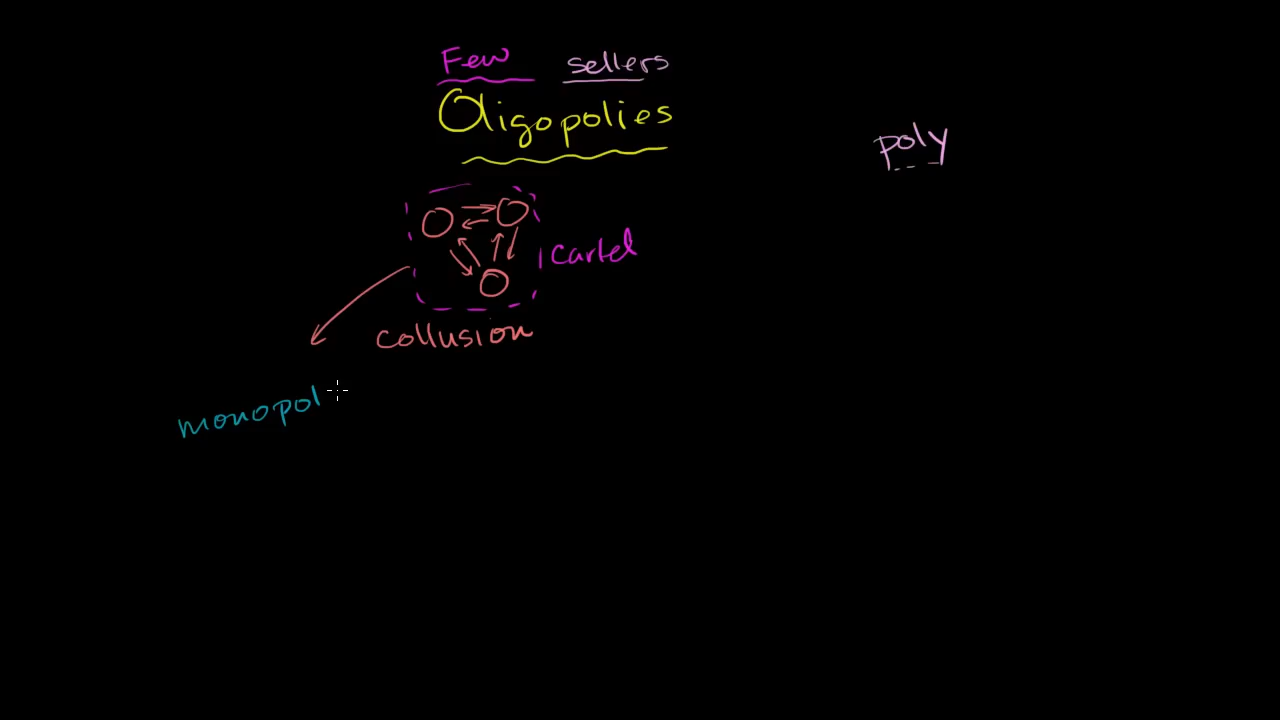 Few sellers
Oligopolies
poly
cartel
collusion
monopol